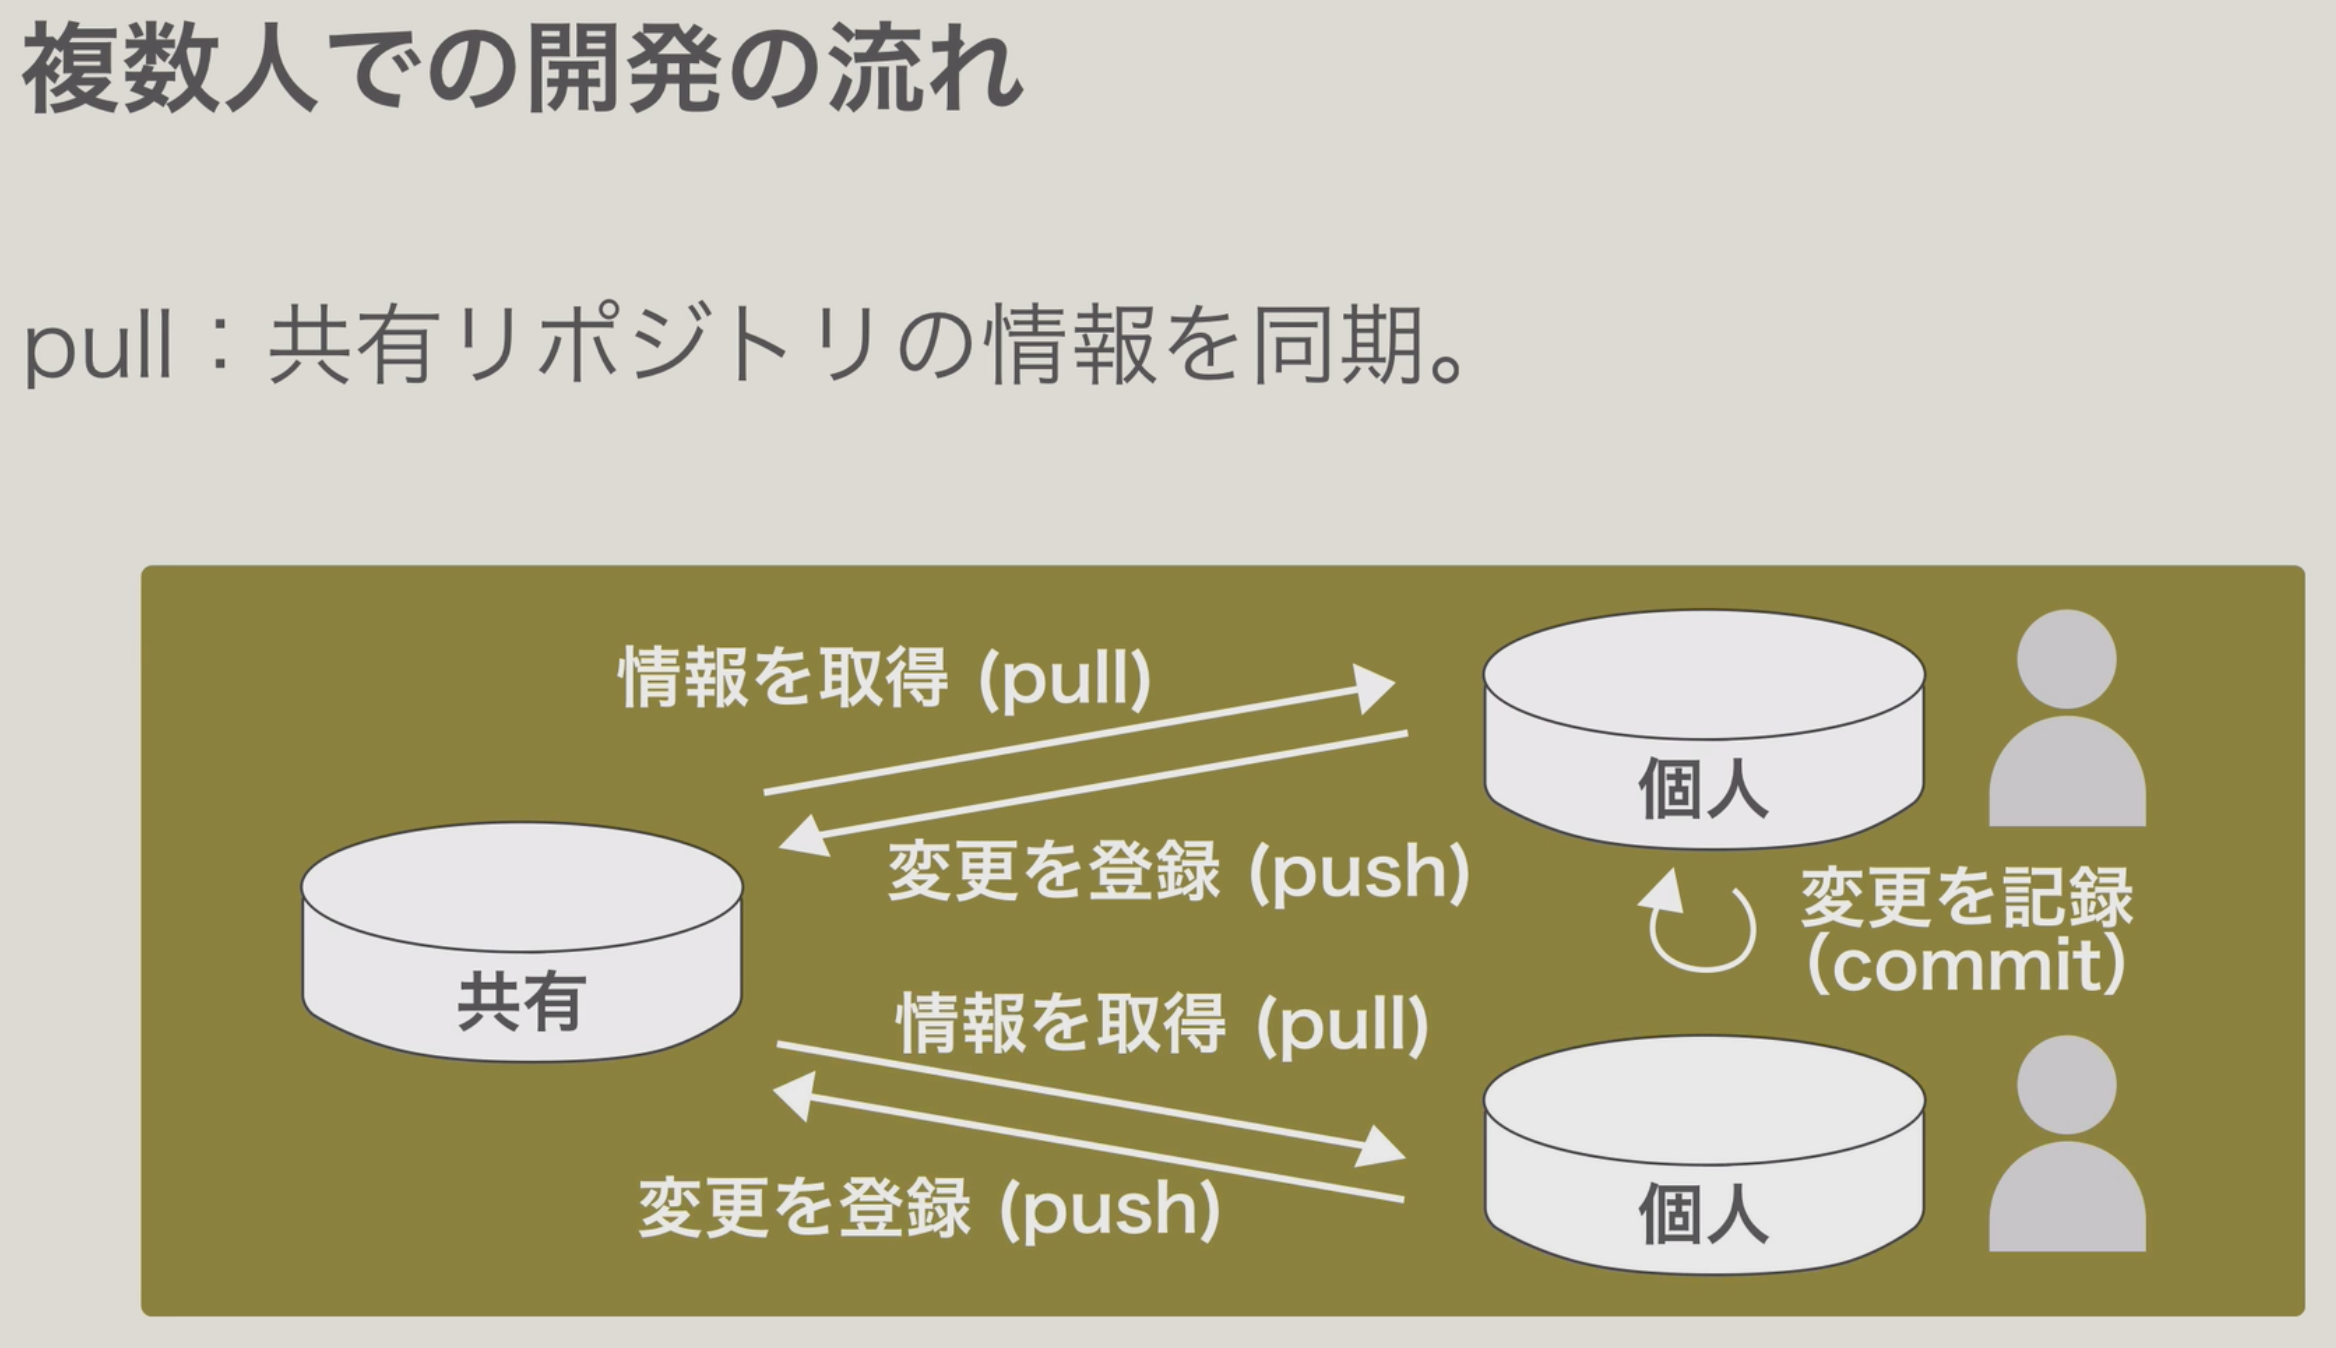 複数人での開発の流れ
pull：共有リポジトリの情報を同期。
情報を取得 (pull)
個人
変更を登録 (push)
変更を記録
(commit)
共有
情報を取得 (pull)
変更を登録 (push)
個人